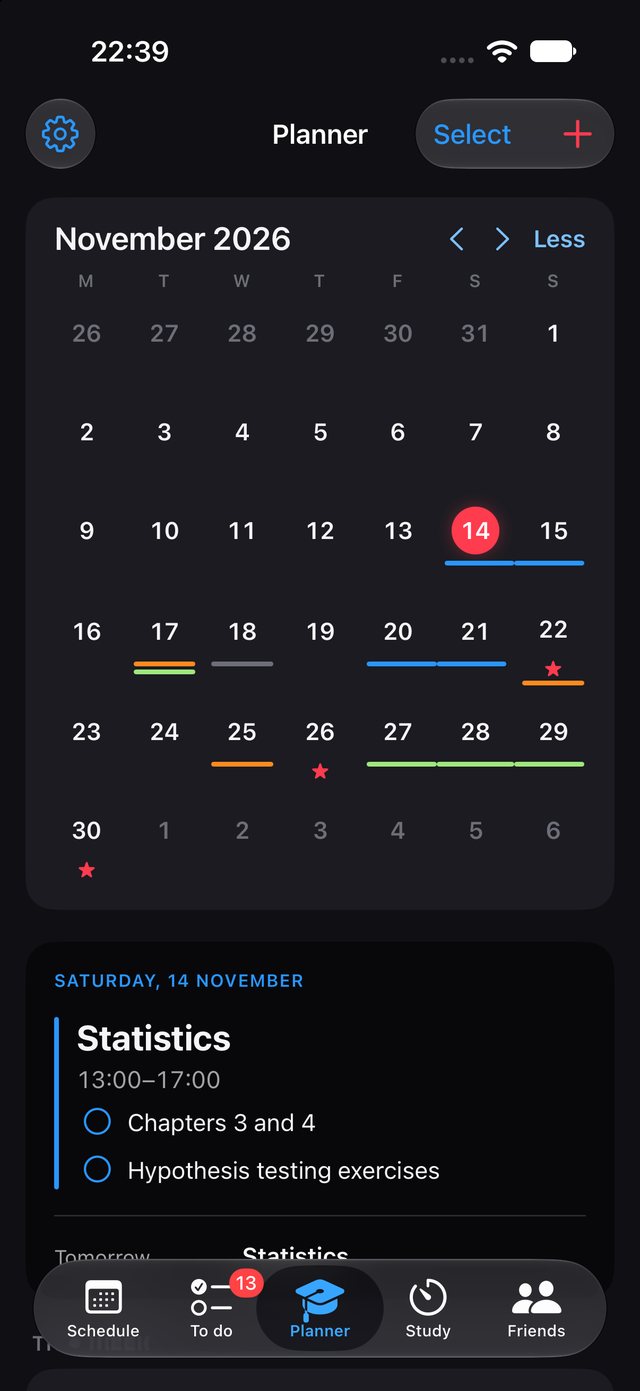 22:39
Planner
Select
November 2026
Less
M T W T F S S
26 27 28 29 30 31 1
2 3 4 5 6 7 8
9 10 11 12 13 14 15
16 17 18 19 20 21 22
23 24 25 26 27 28 29
30 1 2 3 4 5 6
SATURDAY, 14 NOVEMBER
Statistics
13:00–17:00
Chapters 3 and 4
Hypothesis testing exercises
Tomorrow Statistics
13
Schedule To do Planner Study Friends